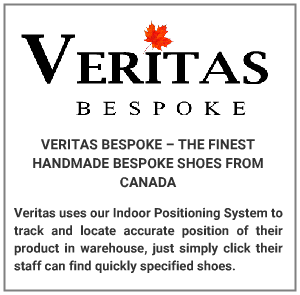 VERITAS
BESPOKE
VERITAS BESPOKE – THE FINEST
HANDMADE BESPOKE SHOES FROM
CANADA
Veritas uses our Indoor Positioning System to
track and locate accurate position of their
product in warehouse, just simply click their
staff can find quickly specified shoes.